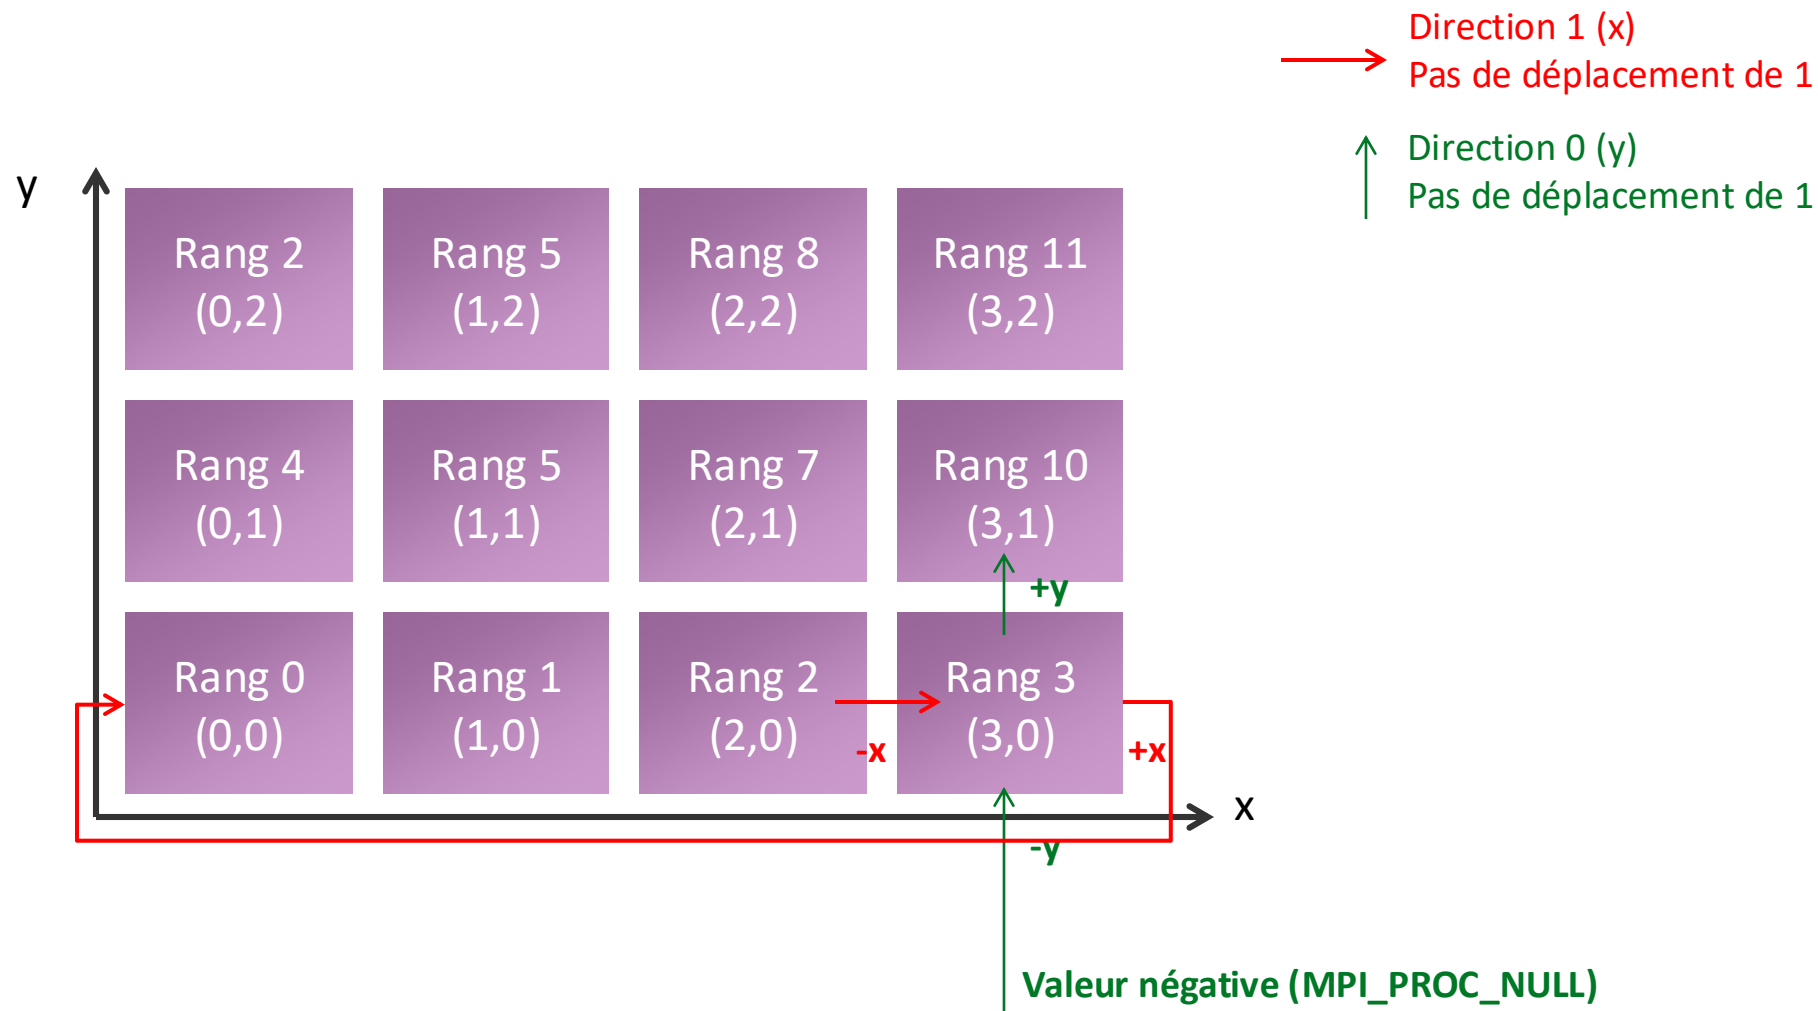 Direction 1 (x)
Pas de déplacement de 1
Direction 0 (y)
Pas de déplacement de 1
y
Rang 2
(0,2)
Rang 5
(1,2)
Rang 8
(2,2)
Rang 11
(3,2)
Rang 4
(0,1)
Rang 5
(1,1)
Rang 7
(2,1)
Rang 10
(3,1)
+y
Rang 0
(0,0)
Rang 1
(1,0)
Rang 2
(2,0)
-x
Rang 3
(3,0)
+x
x
-y
Valeur négative (MPI_PROC_NULL)